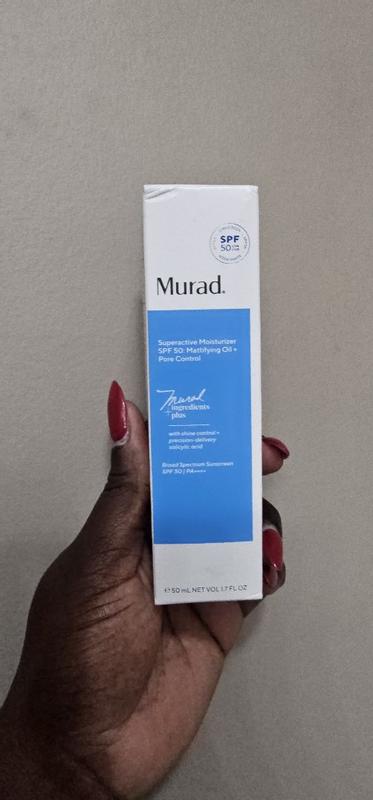 SPF
50
Murad.
Superactive Moisturizer
SPF 50: Mattifying Oil +
Pore Control
Murad
ingredients
plus
with shine control +
precision-delivery
salicylic acid
Broad Spectrum Sunscreen
SPF 50 | PA++++
℮ 50 mL NET VOL 1.7 FL OZ